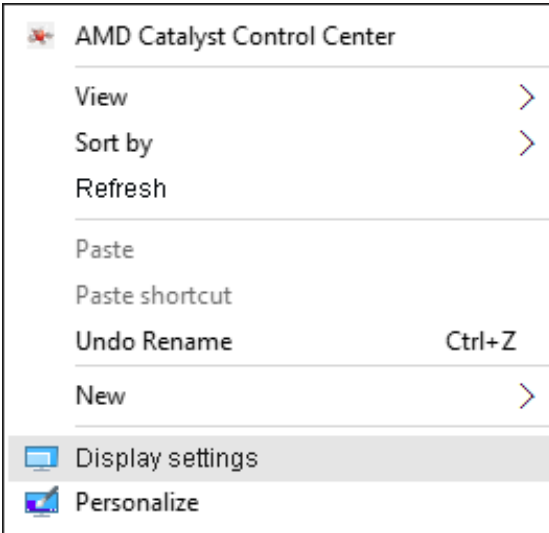 AMD Catalyst Control Center
View
Sort by
Refresh
Paste
Paste shortcut
Undo Rename Ctrl+Z
New
Display settings
Personalize